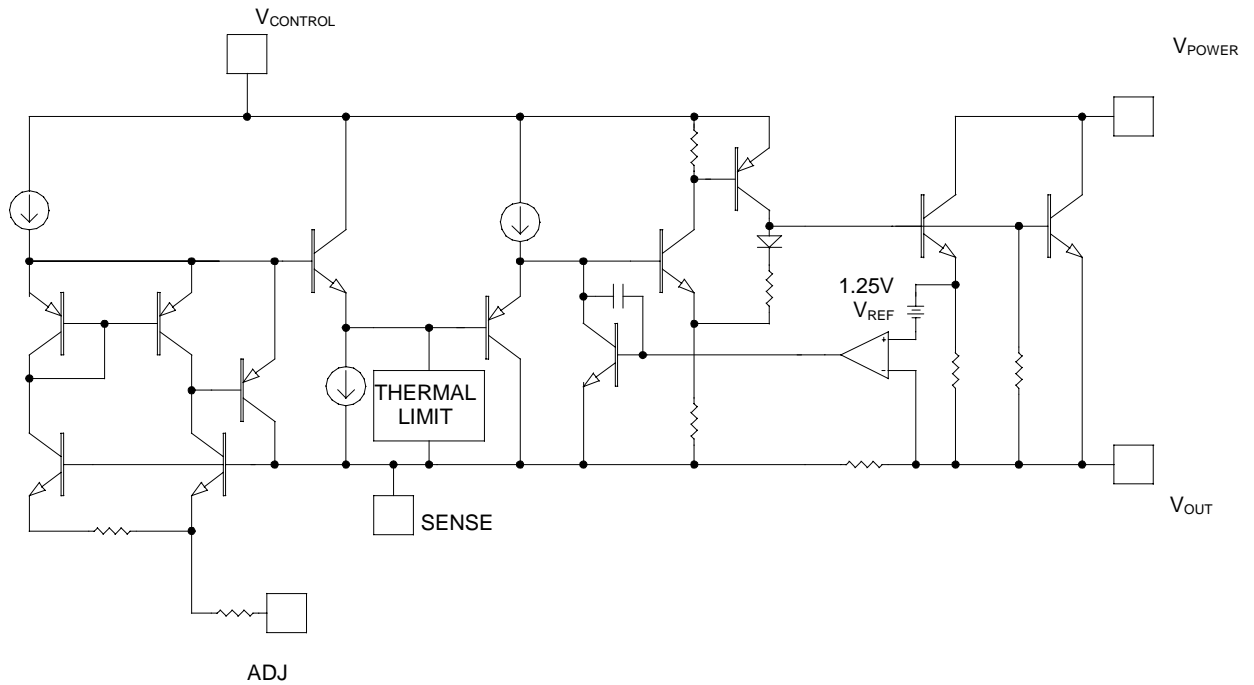 VCONTROL
VPOWER
1.25V
VREF
+
-
THERMAL
LIMIT
SENSE
VOUT
ADJ